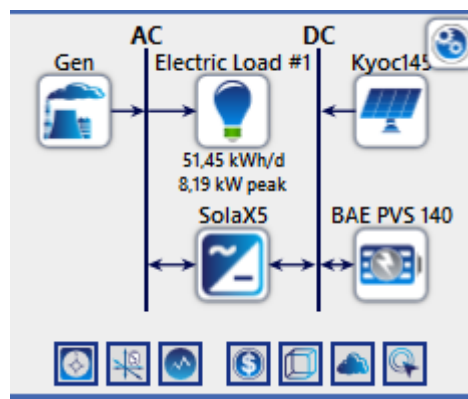 AC DC
Gen Electric Load #1 Kyoc145
51,45 kWh/d
8,19 kW peak
SolaX5 BAE PVS 140